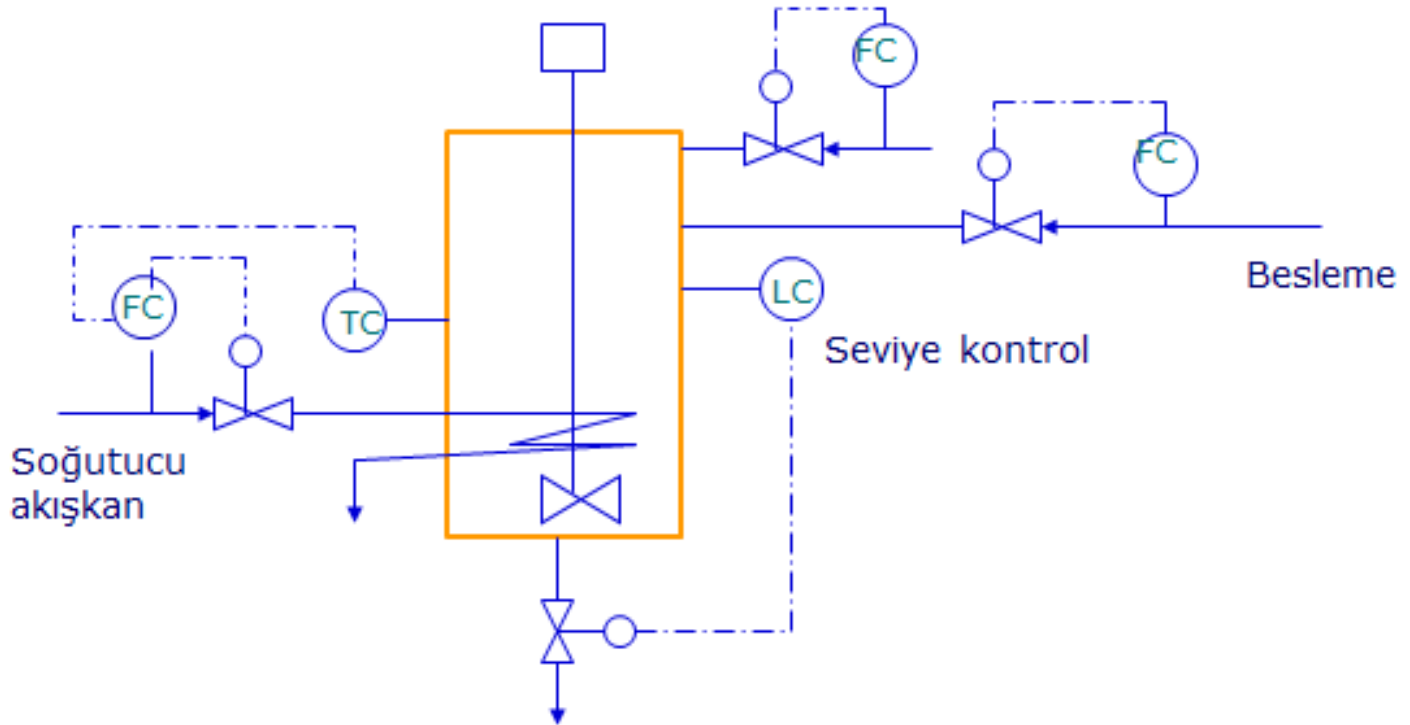 FC
FC
Besleme
FC
TC
LC
Seviye kontrol
Soğutucu
akışkan